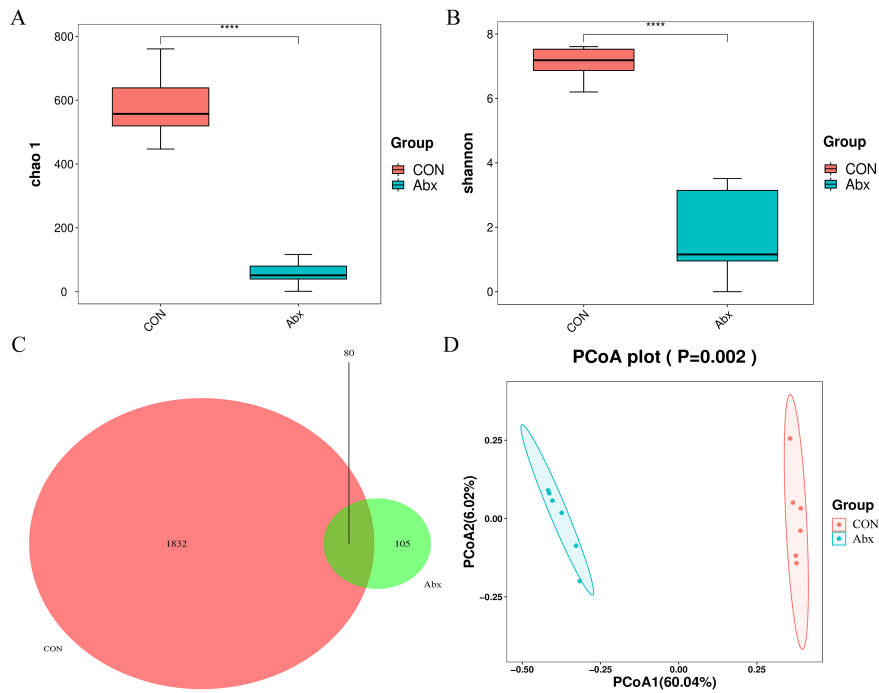 A
****
800
600
400
200
0
chao 1
CON
Abx
Group
CON
Abx
B
****
8
6
4
2
0
shannon
CON
Abx
Group
CON
Abx
C
80
1832
105
Abx
CON
D
PCoA plot ( P=0.002 )
0.25
0.00
−0.25
PCoA2(6.02%)
−0.50
−0.25
0.00
0.25
PCoA1(60.04%)
Group
CON
Abx